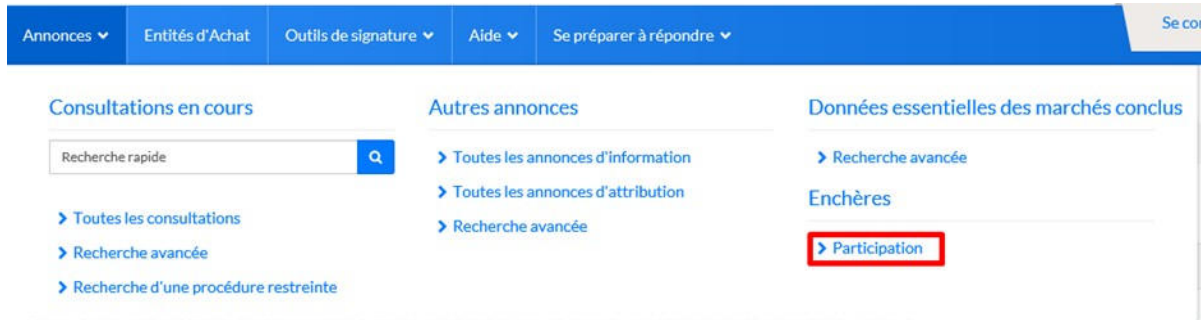 Annonces Entités d'Achat Outils de signature Aide Se préparer à répondre Se
Consultations en cours
Recherche rapide
Toutes les consultations
Recherche avancée
Recherche d'une procédure restreinte
Autres annonces
Toutes les annonces d'information
Toutes les annonces d'attribution
Recherche avancée
Données essentielles des marchés conclus
Recherche avancée
Enchères
Participation